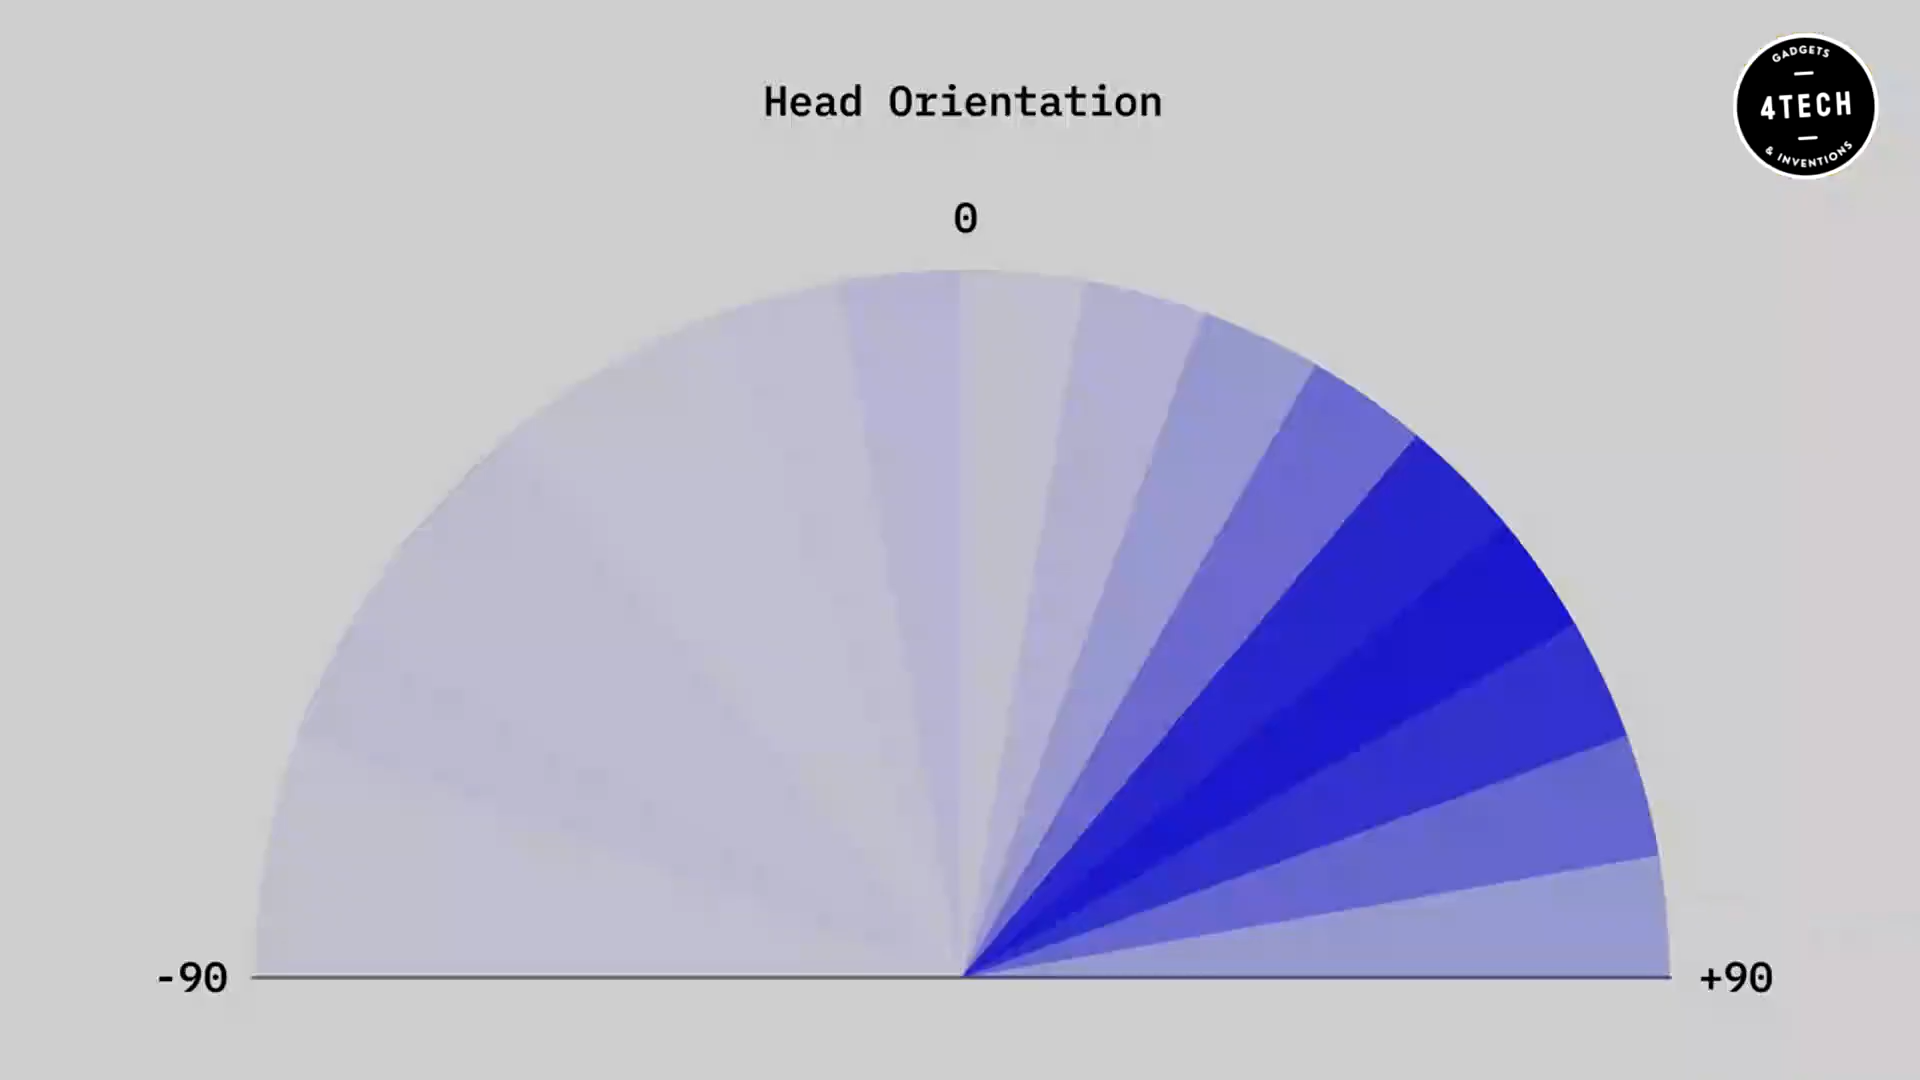 Head Orientation
GADGETS
4TECH
& INVENTIONS
0
-90
+90